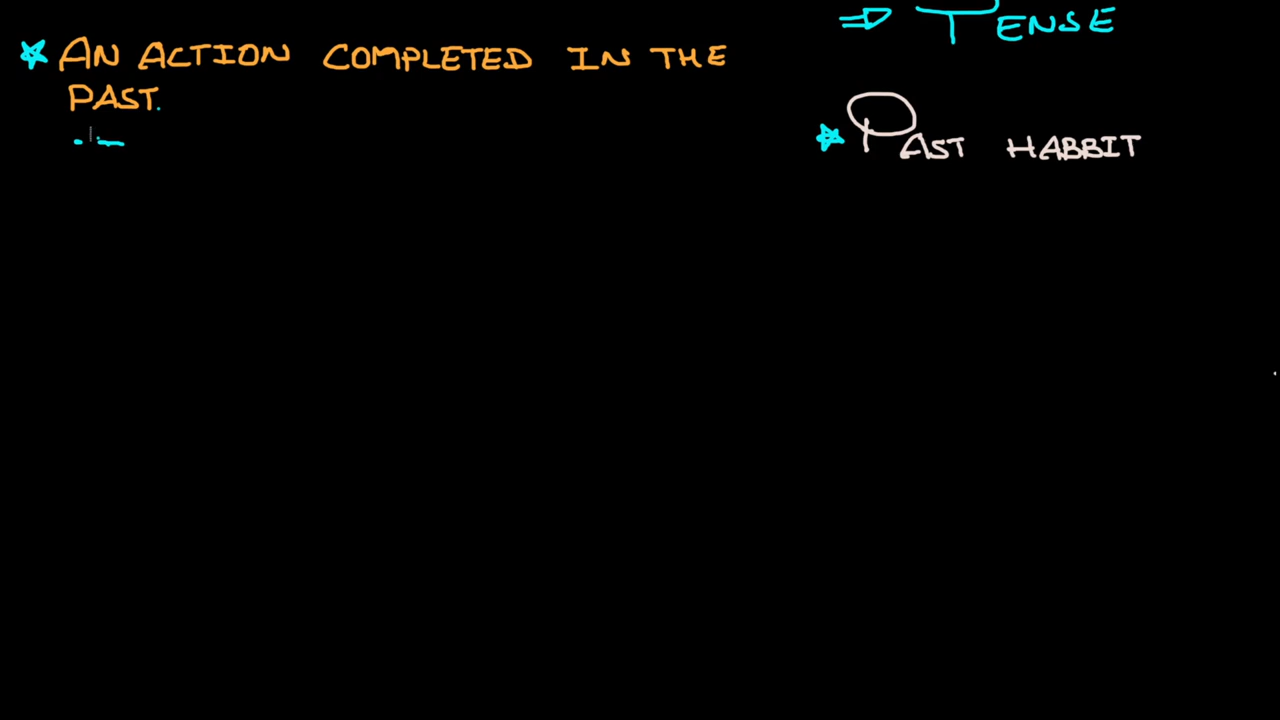 ⇒ TENSE
★ AN ACTION COMPLETED IN THE
PAST.
★ PAST HABBIT